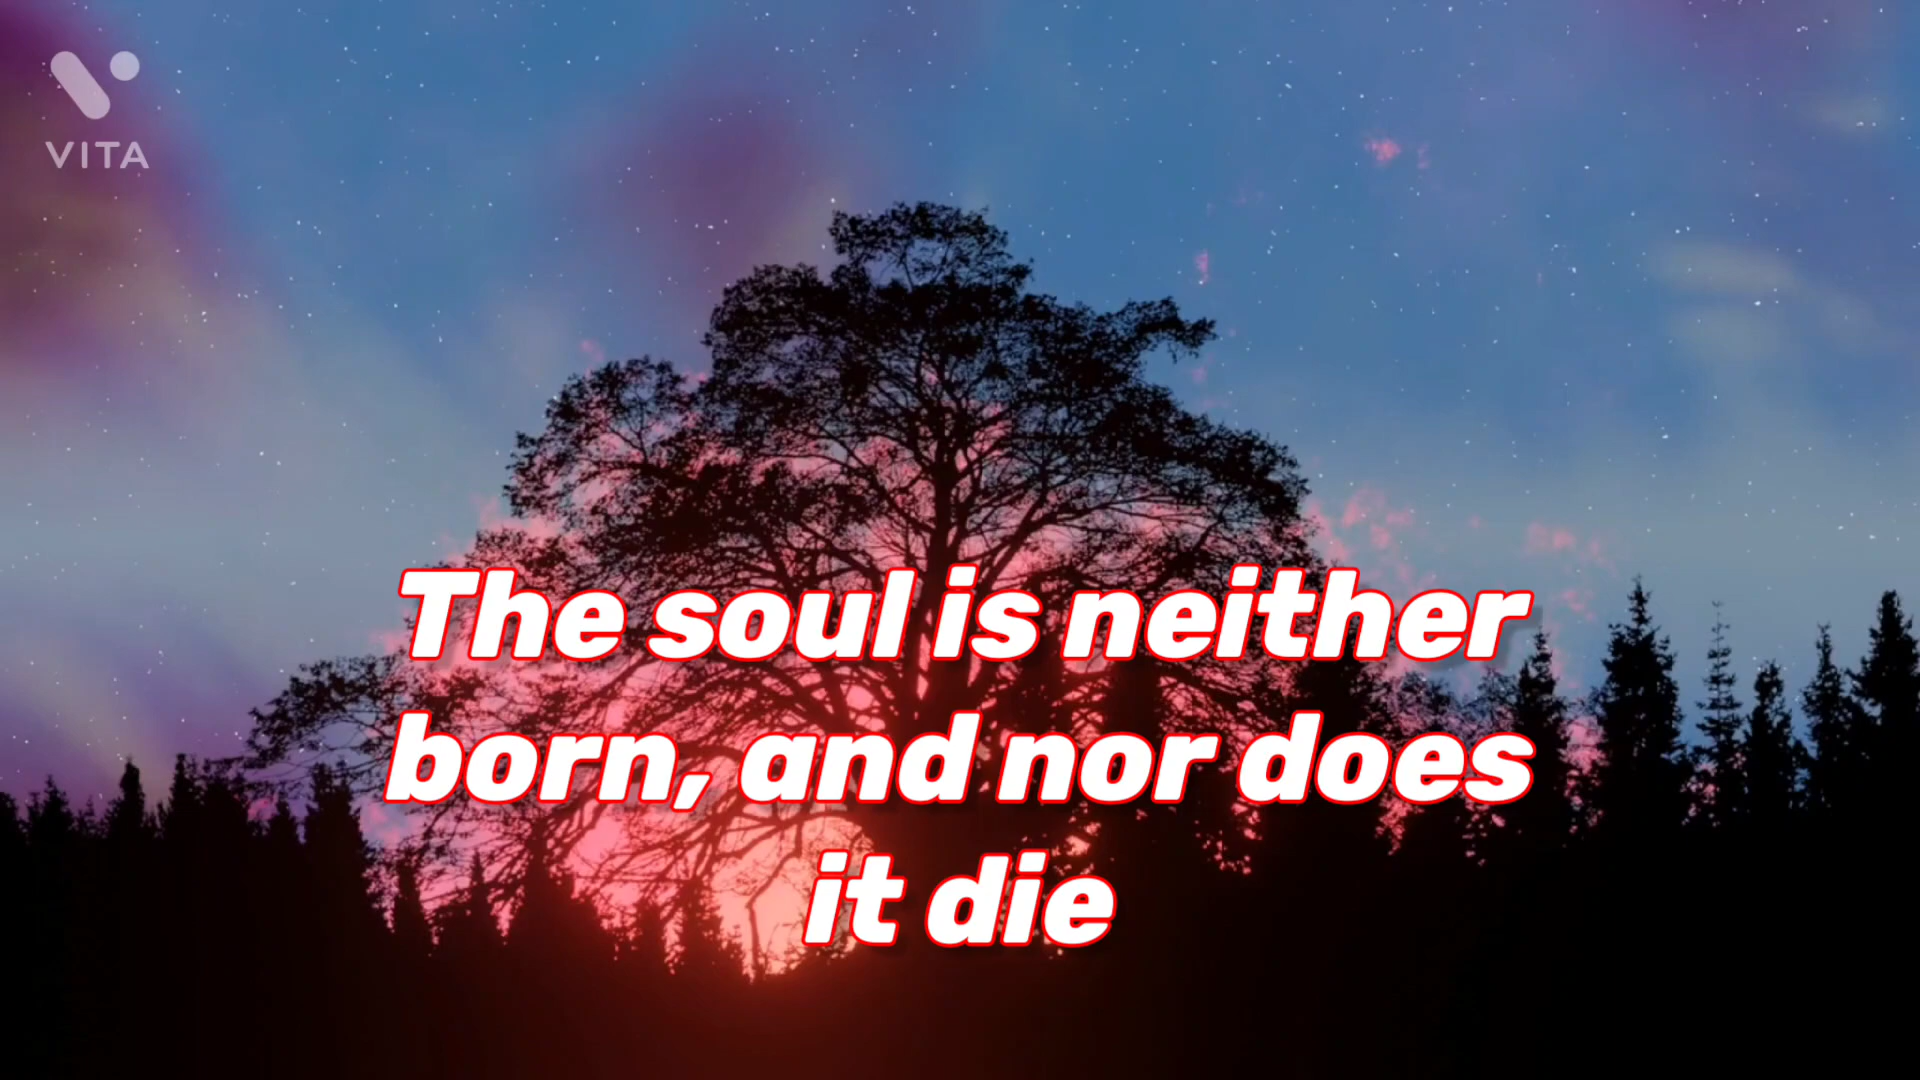 VITA
The soul is neither
born, and nor does
it die